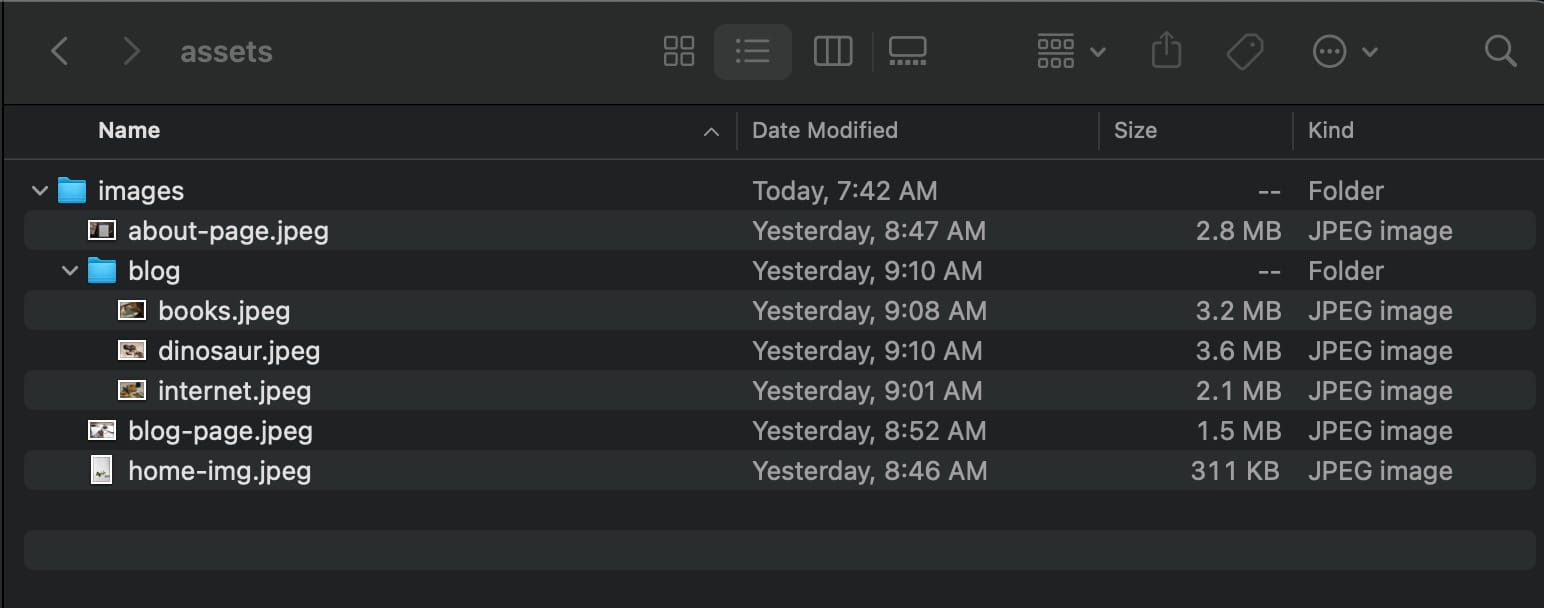 assets
Name Date Modified Size Kind
images Today, 7:42 AM -- Folder
about-page.jpeg Yesterday, 8:47 AM 2.8 MB JPEG image
blog Yesterday, 9:10 AM -- Folder
books.jpeg Yesterday, 9:08 AM 3.2 MB JPEG image
dinosaur.jpeg Yesterday, 9:10 AM 3.6 MB JPEG image
internet.jpeg Yesterday, 9:01 AM 2.1 MB JPEG image
blog-page.jpeg Yesterday, 8:52 AM 1.5 MB JPEG image
home-img.jpeg Yesterday, 8:46 AM 311 KB JPEG image